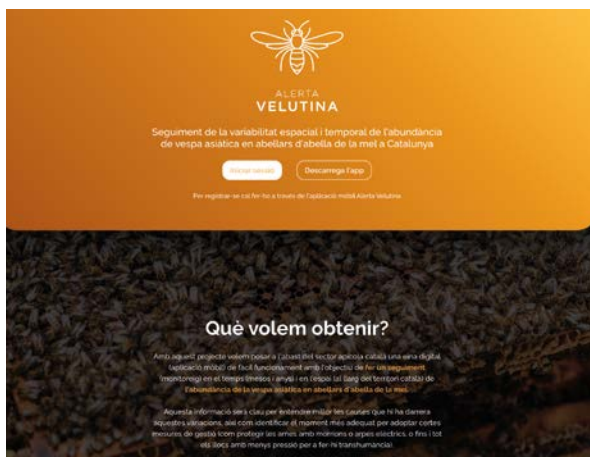 ALERTA
VELUTINA
Seguiment de la variabilitat espacial i temporal de l'abundància
de vespa asiàtica en abellars d'abella de la mel a Catalunya
Iniciar sessió
Descarrega l'app
Per registrar-se cal fer-ho a través de l'aplicació mòbil Alerta Velutina
Què volem obtenir?
Amb aquest projecte volem posar a l'abast del sector apícola català una eina digital
(aplicació mòbil) de fàcil funcionament amb l'objectiu de fer un seguiment
(monitoreig) en el temps (mesos i anys) i en l'espai (al llarg del territori català) de
l'abundància de la vespa asiàtica en abellars d'abella de la mel.
Aquesta informació serà clau per entendre millor les causes que hi ha darrera
aquestes variacions, així com identificar el moment més adequat per adoptar certes
mesures de gestió (com protegir les arnes amb morrions o arpes elèctrics, o fins i tot
els llocs amb menys pressió per a fer-hi transhumància).